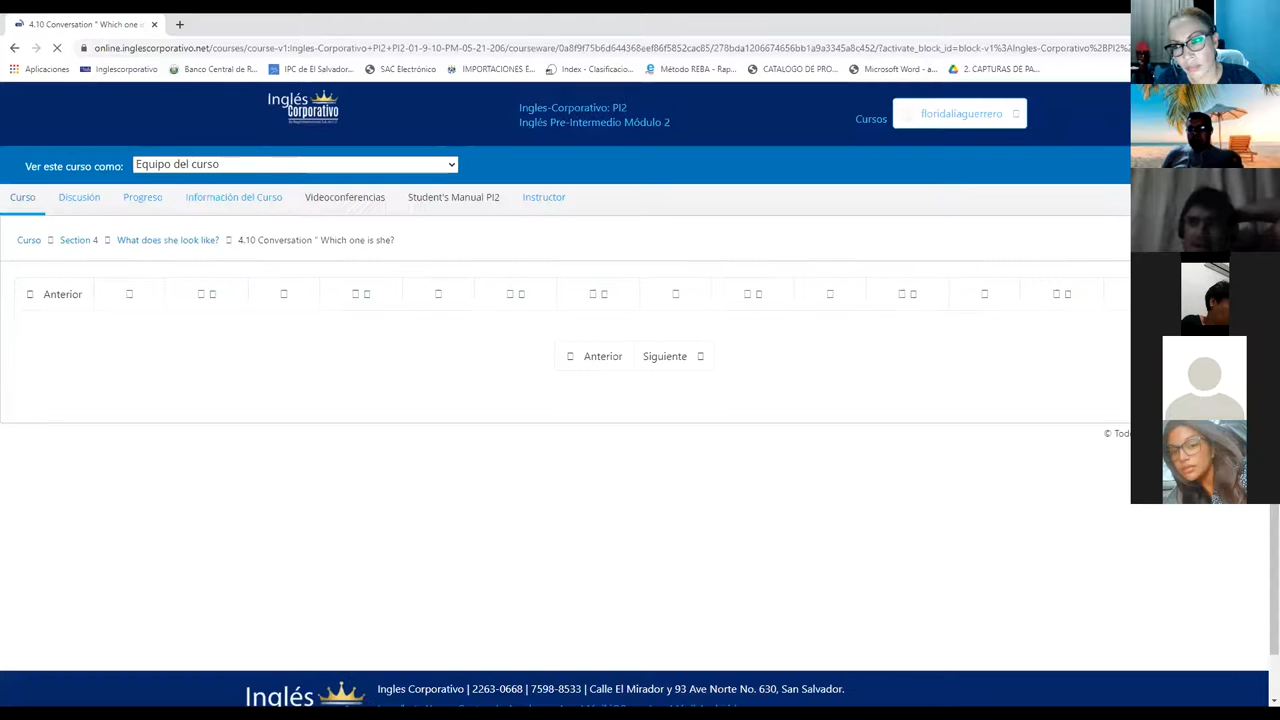 4.10 Conversation " Which one is
online.inglescorporativo.net/courses/course-v1:Ingles-Corporativo+PI2+PI2-01-9-10-PM-05-21-206/courseware/0a8f9f75b6d644368eef86f5852cac85/278bda1206674656bb1a9a3345a8c452/?activate_block_id=block-v1%3AIngles-Corporativo%2BPI2%
Aplicaciones Inglescorporativo Banco Central de R... IPC de El Salvador... SAC Electrónico. IMPORTACIONES E... Index - Clasificacio... Método REBA - Rap... CATALOGO DE PRO... Microsoft Word - a... 2. CAPTURAS DE PA...
Inglés
Corporativo
Ingles-Corporativo: PI2
Inglés Pre-Intermedio Módulo 2
Cursos floridaliaguerrero
Ver este curso como: Equipo del curso
Curso Discusión Progreso Información del Curso Videoconferencias Student's Manual PI2 Instructor
Curso Section 4 What does she look like? 4.10 Conversation " Which one is she?
Anterior
Anterior Siguiente
© Tod
Inglés
Ingles Corporativo | 2263-0668 | 7598-8533 | Calle El Mirador y 93 Ave Norte No. 630, San Salvador.